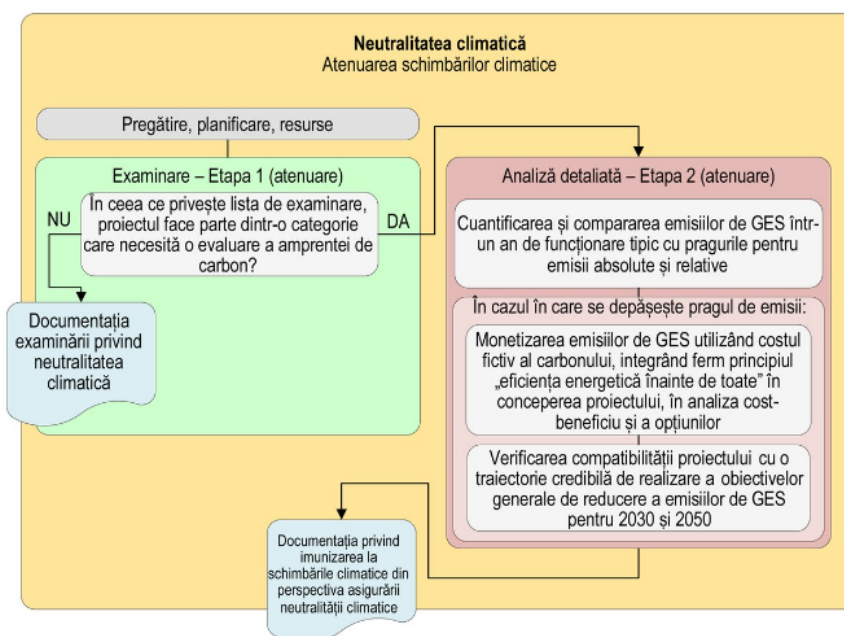 Neutralitatea climatică
Atenuarea schimbărilor climatice
Pregătire, planificare, resurse
Examinare – Etapa 1 (atenuare)
În ceea ce privește lista de examinare,
proiectul face parte dintr-o categorie
care necesită o evaluare a amprentei de
carbon?
NU
DA
Documentația
examinării privind
neutralitatea
climatică
Analiză detaliată – Etapa 2 (atenuare)
Cuantificarea și compararea emisiilor de GES într-
un an de funcționare tipic cu pragurile pentru
emisii absolute și relative
În cazul în care se depășește pragul de emisii:
Monetizarea emisiilor de GES utilizând costul
fictiv al carbonului, integrând ferm principiul
„eficiența energetică înainte de toate” în
conceperea proiectului, în analiza cost-
beneficiu și a opțiunilor
Verificarea compatibilității proiectului cu o
traiectorie credibilă de realizare a obiectivelor
generale de reducere a emisiilor de GES
pentru 2030 și 2050
Documentația privind
imunizarea la
schimbările climatice din
perspectiva asigurării
neutralității climatice